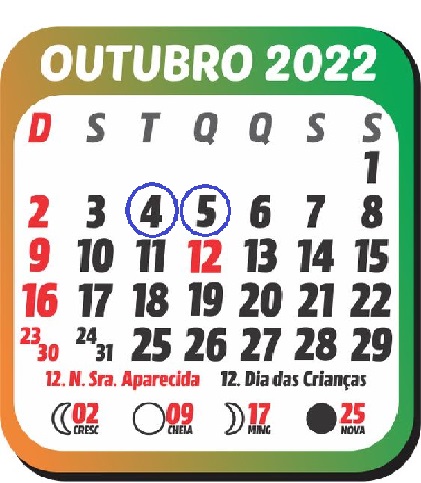 OUTUBRO 2022
D S T Q Q S S
1
2 3 4 5 6 7 8
9 10 11 12 13 14 15
16 17 18 19 20 21 22
23 30 24 31 25 26 27 28 29
12. N. Sra. Aparecida 12. Dia das Crianças
02 CRESC 09 CHEIA 17 MING 25 NOVA